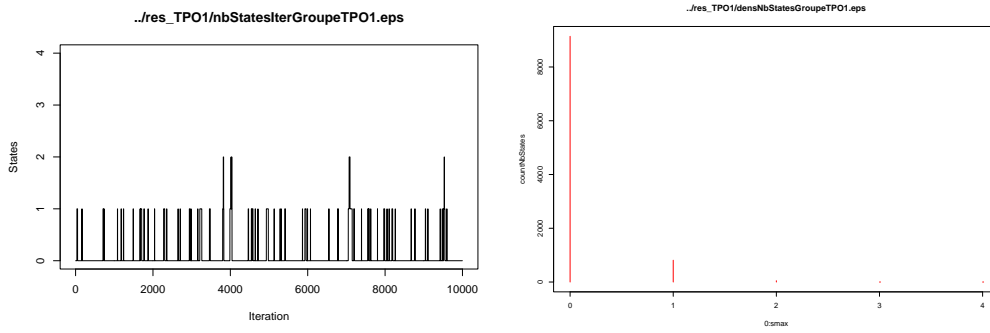 ../res_TPO1/nbStatesIterGroupeTPO1.eps
States
0 1 2 3 4
0 2000 4000 6000 8000 10000
Iteration
../res_TPO1/densNbStatesGroupeTPO1.eps
countNbStates
0 2000 4000 6000 8000
0 1 2 3 4
0:smax